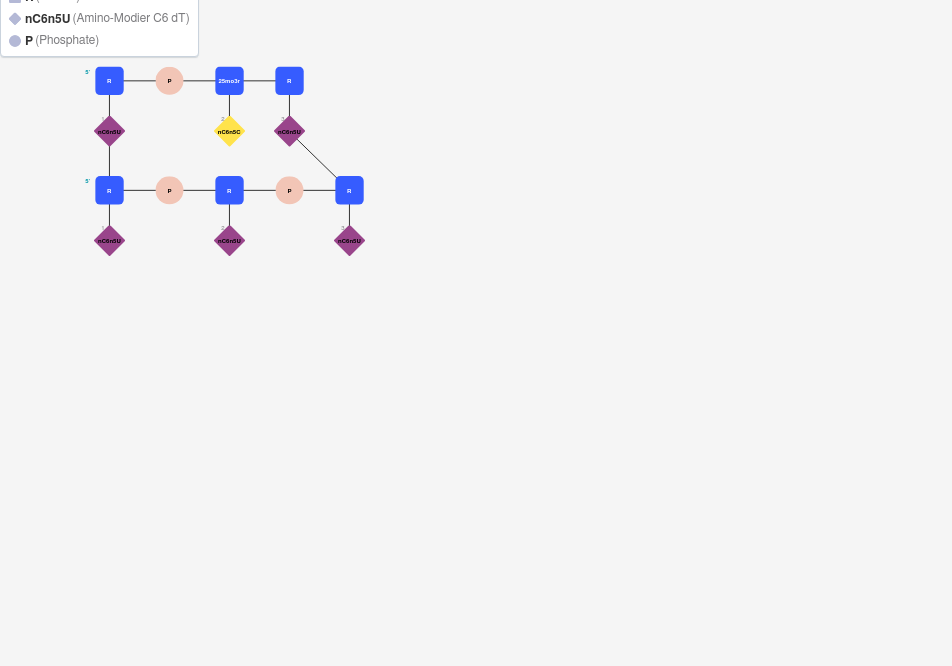 nC6n5U (Amino-Modier C6 dT)
P (Phosphate)
5' R P 25mo3r R
nC6n5U nC6n5C nC6n5U
5' R P R P R
nC6n5U nC6n5U nC6n5U